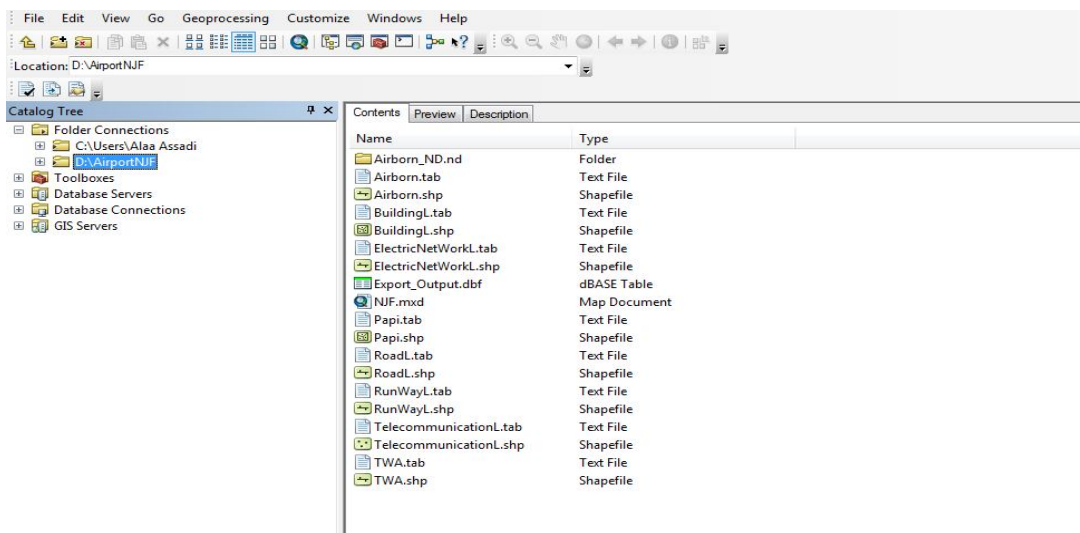 File Edit View Go Geoprocessing Customize Windows Help
Location: D:\AirportNJF
Catalog Tree
Folder Connections
C:\Users\Alaa Assadi
D:\AirportNJF
Toolboxes
Database Servers
Database Connections
GIS Servers
Contents Preview Description
Name Type
Airborn_ND.nd Folder
Airborn.tab Text File
Airborn.shp Shapefile
BuildingL.tab Text File
BuildingL.shp Shapefile
ElectricNetWorkL.tab Text File
ElectricNetWorkL.shp Shapefile
Export_Output.dbf dBASE Table
NJF.mxd Map Document
Papi.tab Text File
Papi.shp Shapefile
RoadL.tab Text File
RoadL.shp Shapefile
RunWayL.tab Text File
RunWayL.shp Shapefile
TelecommunicationL.tab Text File
TelecommunicationL.shp Shapefile
TWA.tab Text File
TWA.shp Shapefile